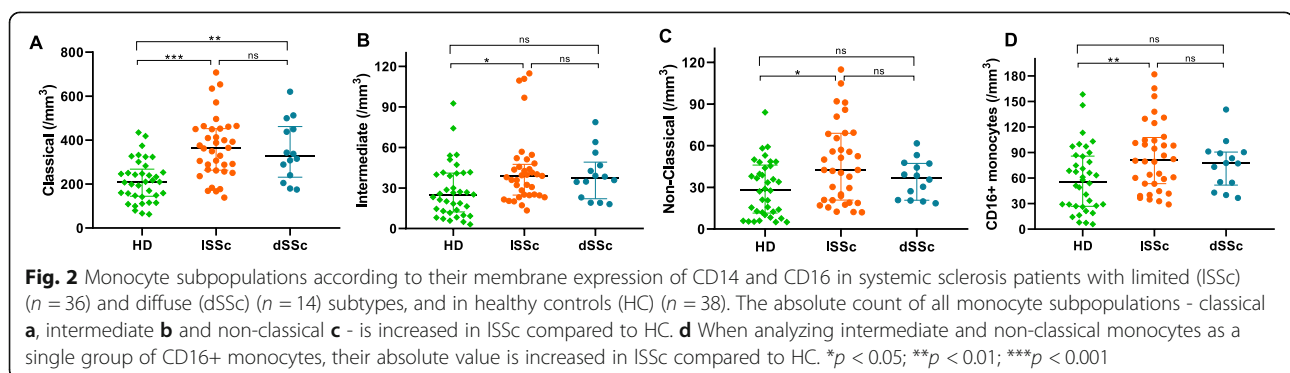 A
Classical (/mm³)
800
600
400
200
0
**
***
ns
HD
lSSc
dSSc
B
Intermediate (/mm³)
120
90
60
30
0
ns
*
ns
HD
lSSc
dSSc
C
Non-Classical (/mm³)
120
90
60
30
0
ns
*
ns
HD
lSSc
dSSc
D
CD16+ monocytes (/mm³)
180
150
120
90
60
30
0
ns
**
ns
HD
lSSc
dSSc
Fig. 2 Monocyte subpopulations according to their membrane expression of CD14 and CD16 in systemic sclerosis patients with limited (lSSc)
(n = 36) and diffuse (dSSc) (n = 14) subtypes, and in healthy controls (HC) (n = 38). The absolute count of all monocyte subpopulations - classical
a, intermediate b and non-classical c - is increased in lSSc compared to HC. d When analyzing intermediate and non-classical monocytes as a
single group of CD16+ monocytes, their absolute value is increased in lSSc compared to HC. *p < 0.05; **p < 0.01; ***p < 0.001